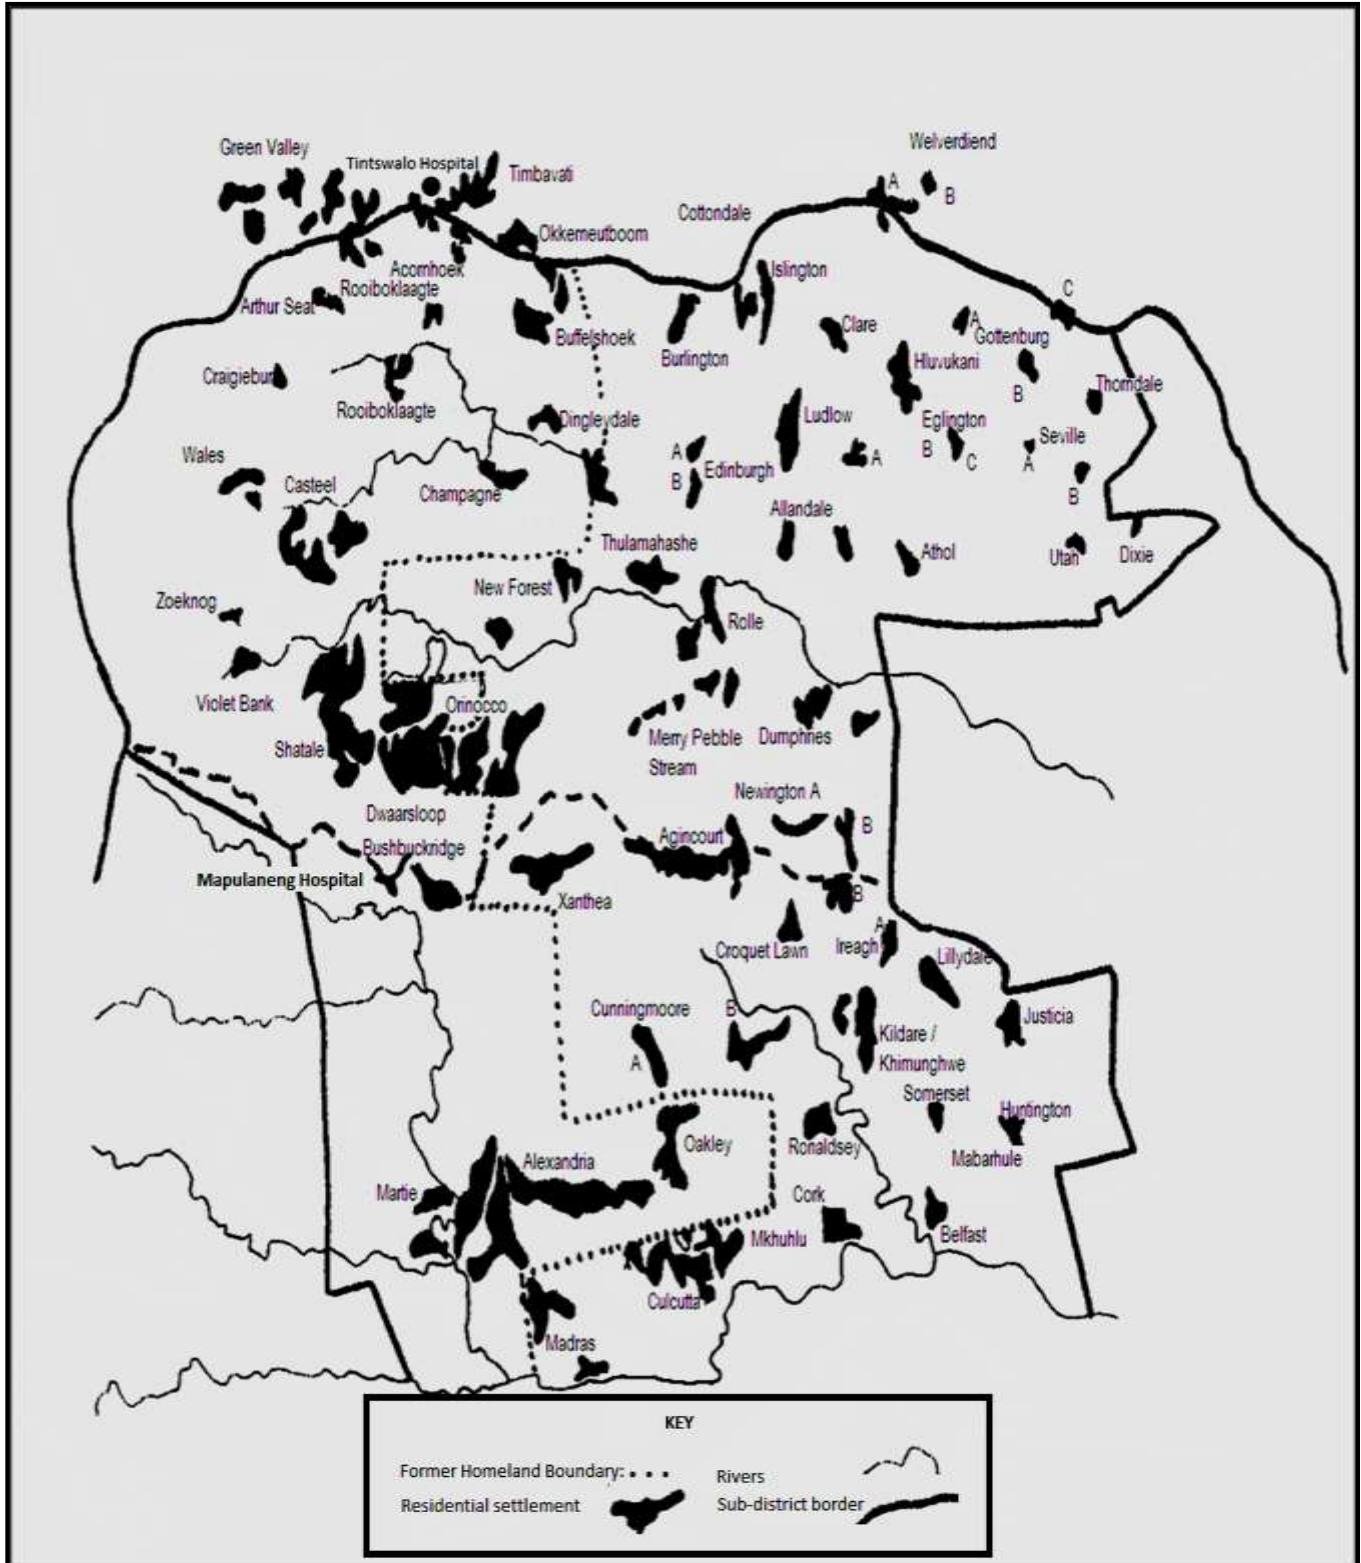 Welverdiend
Green Valley
Tintswalo Hospital
Timbavati
A
B
Cottondale
Okkerneutboom
Acornhoek
Islington
Rooiboklaagte
C
Arthur Seat
Clare
A
Gottenburg
Buffelshoek
Burlington
Hluvukani
Craigieburn
B
Thorndale
Rooiboklaagte
Dingleydale
Ludlow
Eglington
Wales
A
B
Seville
Edinburgh
A
C
A
Casteel
B
Champagne
B
Allandale
Thulamahashe
Athol
Utah
Dixie
New Forest
Zoeknog
Rolle
Violet Bank
Orinocco
Shatale
Merry Pebble
Stream
Dumphries
Newington A
Dwaarsloop
B
Agincourt
Bushbuckridge
Mapulaneng Hospital
B
Xanthea
A
Croquet Lawn
Ireagh
Lillydale
Cunningmoore
B
Justicia
Kildare /
Khimunghwe
A
Somerset
Huntington
Oakley
Ronaldsey
Mabarhule
Alexandria
Martie
Cork
Mkhuhlu
Belfast
Culcutta
Madras
KEY
Former Homeland Boundary:
Rivers
Residential settlement
Sub-district border